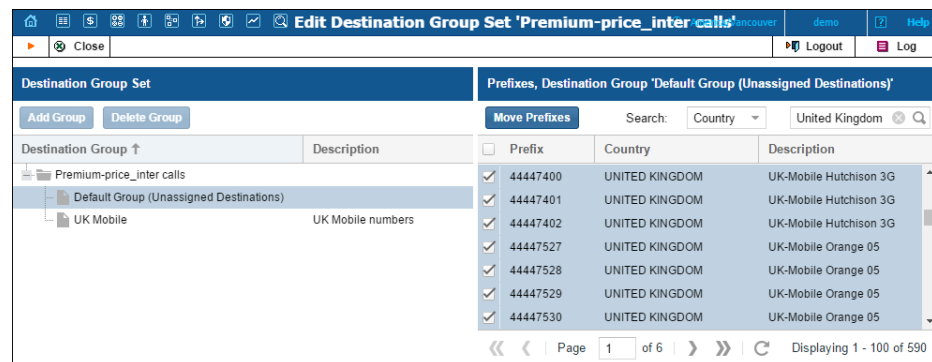 Edit Destination Group Set 'Premium-price_inter calls' Vancouver demo Help
Close Logout Log
Destination Group Set
Add Group Delete Group
Destination Group Description
Premium-price_inter calls
Default Group (Unassigned Destinations)
UK Mobile UK Mobile numbers
Prefixes, Destination Group 'Default Group (Unassigned Destinations)'
Move Prefixes Search: Country United Kingdom
Prefix Country Description
44447400 UNITED KINGDOM UK-Mobile Hutchison 3G
44447401 UNITED KINGDOM UK-Mobile Hutchison 3G
44447402 UNITED KINGDOM UK-Mobile Hutchison 3G
44447527 UNITED KINGDOM UK-Mobile Orange 05
44447528 UNITED KINGDOM UK-Mobile Orange 05
44447529 UNITED KINGDOM UK-Mobile Orange 05
44447530 UNITED KINGDOM UK-Mobile Orange 05
Page 1 of 6 Displaying 1 - 100 of 590